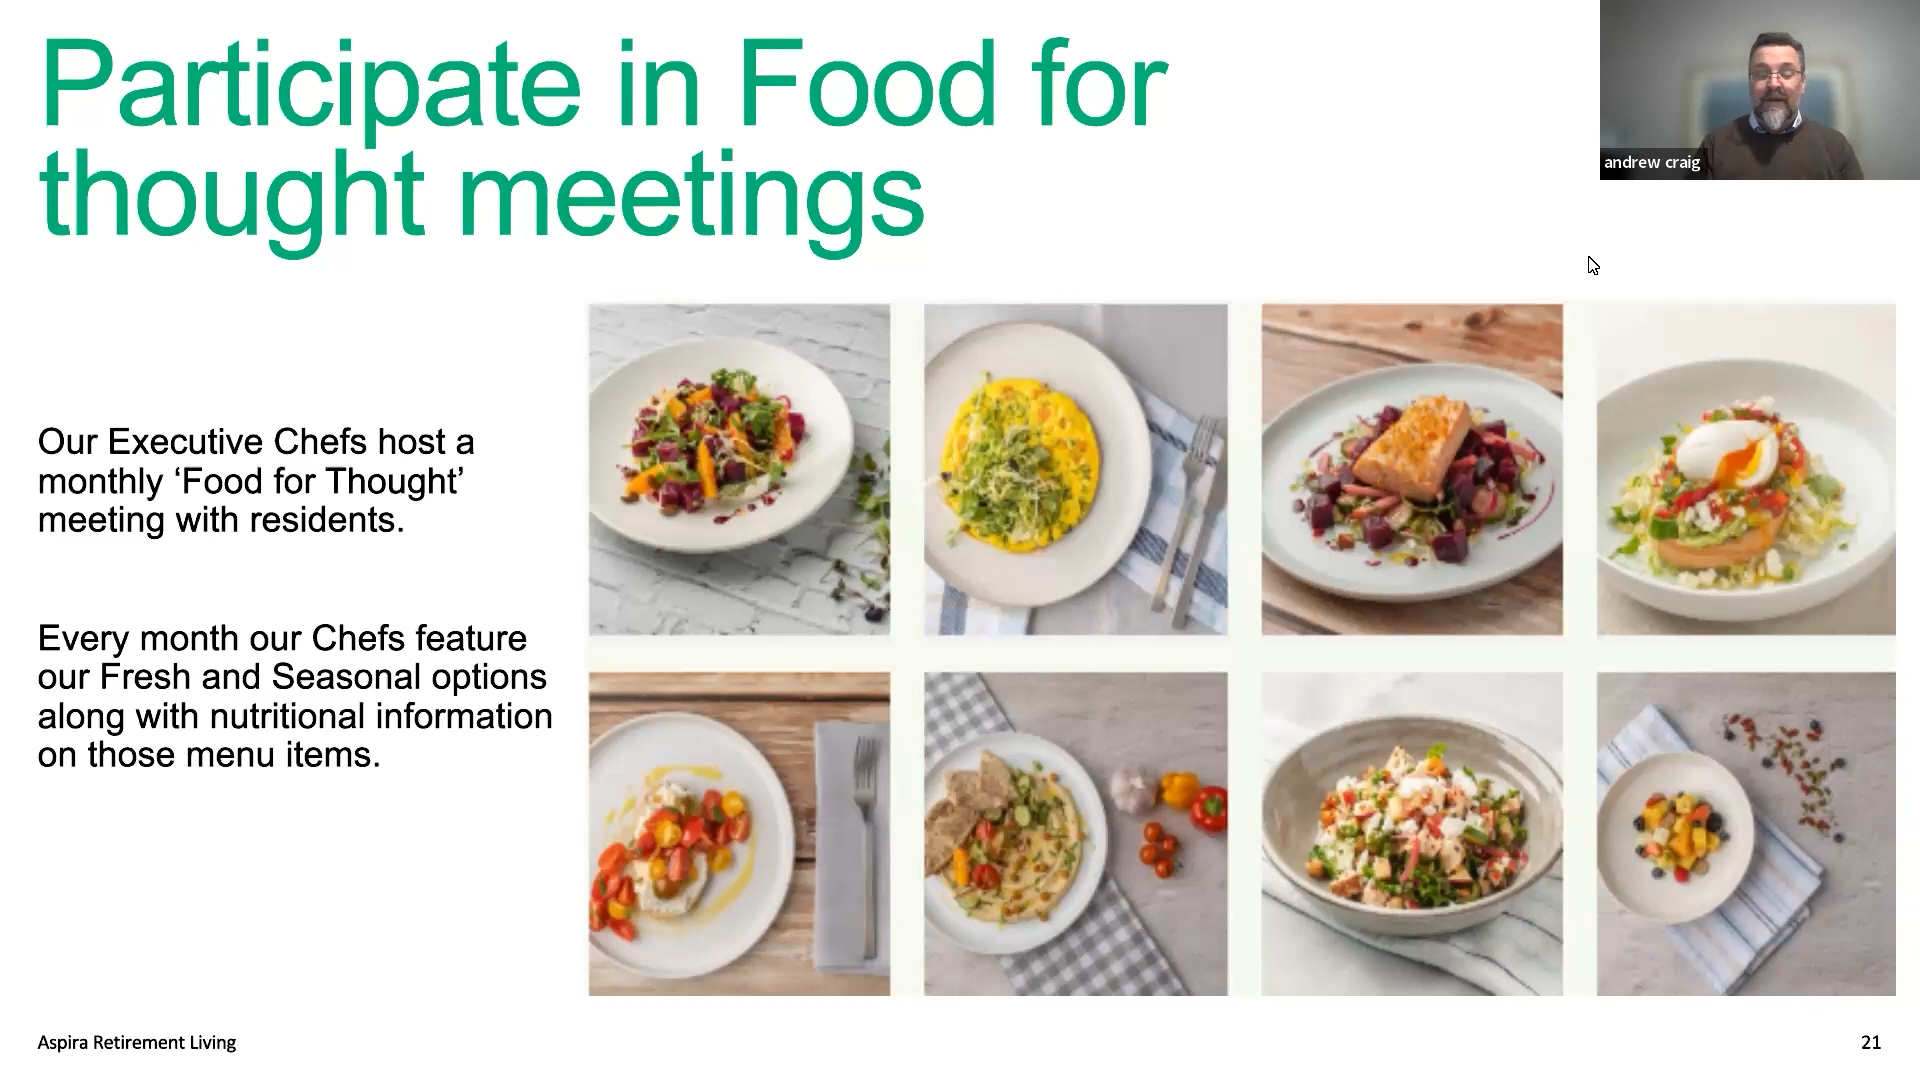 Participate in Food for
thought meetings
andrew craig
Our Executive Chefs host a
monthly ‘Food for Thought’
meeting with residents.
Every month our Chefs feature
our Fresh and Seasonal options
along with nutritional information
on those menu items.
Aspira Retirement Living
21